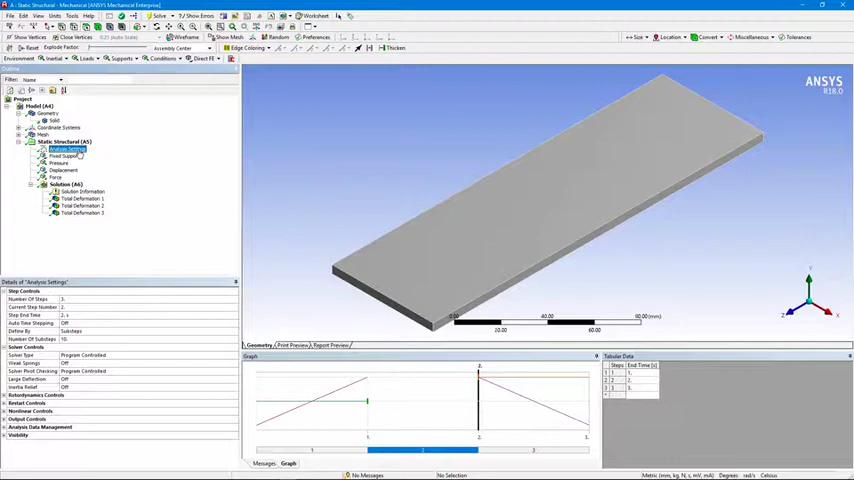 A : Static Structural - Mechanical [ANSYS Mechanical Enterprise]
File Edit View Units Tools Help Solve Show Errors Worksheet
Show Vertices Close Vertices 0.25 (Auto Scale) Wireframe Show Mesh Random Preferences Size Location Convert Miscellaneous Tolerances
Reset Explode Factor: Assembly Center Edge Coloring Thicken
Environment Inertial Loads Supports Conditions Direct FE
Outline
Filter: Name
Project
Model (A4)
Geometry
Solid
Coordinate Systems
Mesh
Static Structural (A5)
Analysis Settings
Fixed Support
Pressure
Displacement
Force
Solution (A6)
Solution Information
Total Deformation 1
Total Deformation 2
Total Deformation 3
ANSYS
R18.0
0.00 40.00 80.00 (mm)
20.00 60.00
Y
Z X
Geometry Print Preview Report Preview
Details of "Analysis Settings"
Step Controls
Number Of Steps 3.
Current Step Number 2.
Step End Time 2. s
Auto Time Stepping Off
Define By Substeps
Number Of Substeps 10.
Solver Controls
Solver Type Program Controlled
Weak Springs Off
Solver Pivot Checking Program Controlled
Large Deflection Off
Inertia Relief Off
Rotordynamics Controls
Restart Controls
Nonlinear Controls
Output Controls
Analysis Data Management
Visibility
Graph
2.
1. 2. 3.
1 2 3
Messages Graph
Tabular Data
Steps End Time [s]
1 1 1.
2 2 2.
3 3 3.
*
No Messages No Selection Metric (mm, kg, N, s, mV, mA) Degrees rad/s Celsius